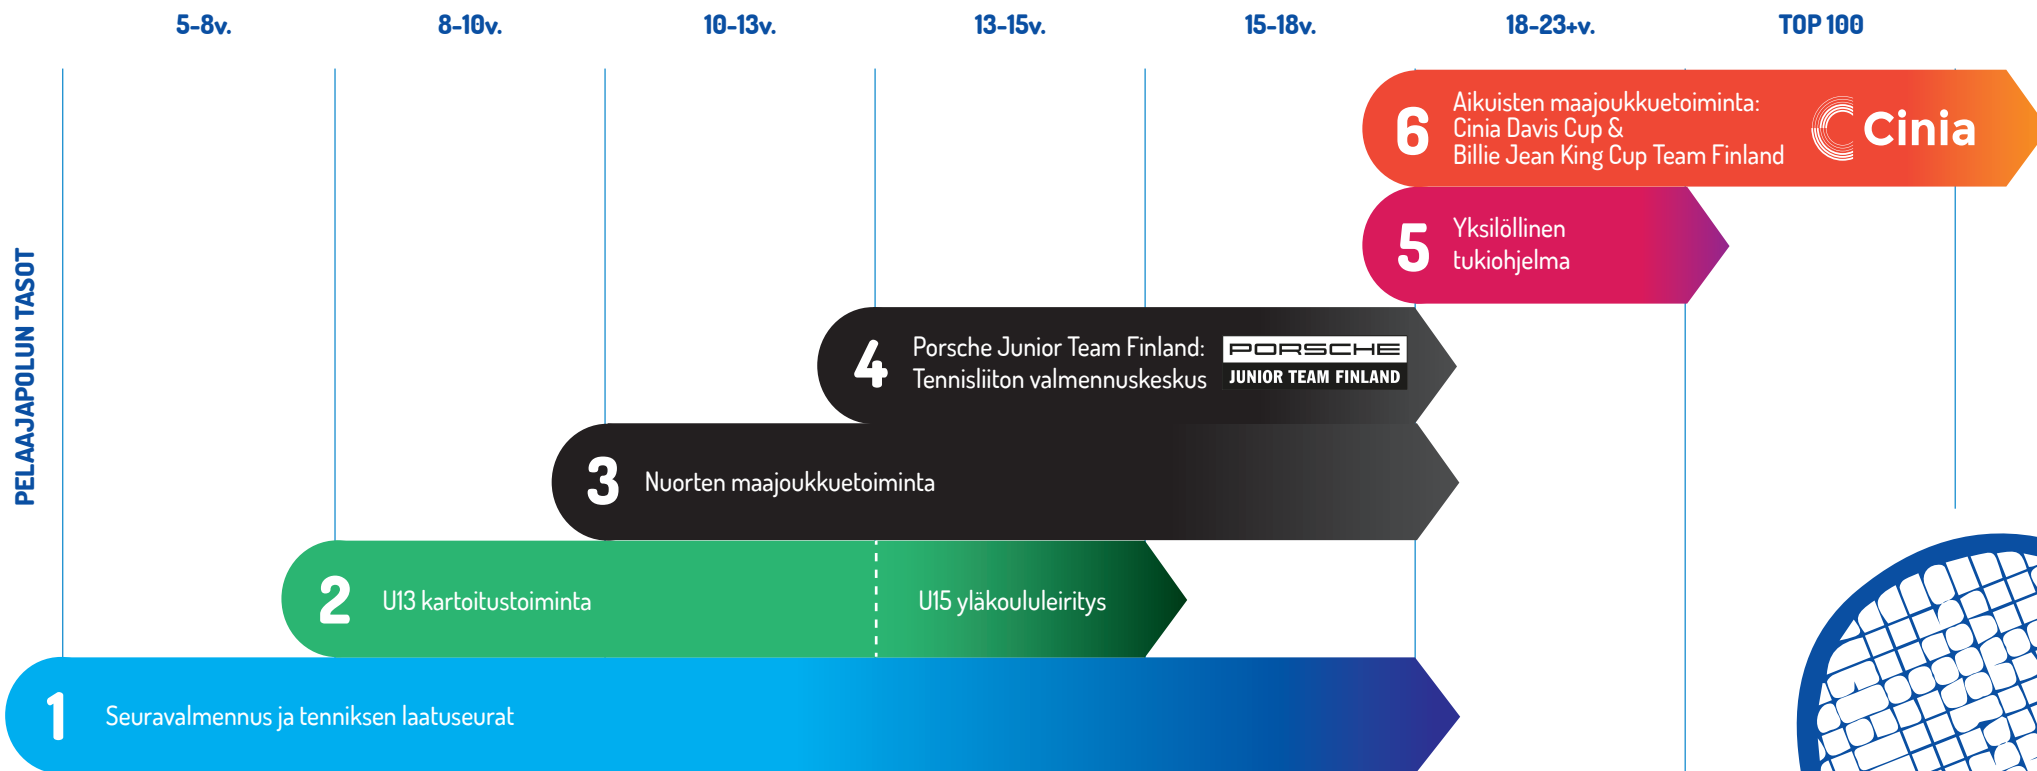 5-8v.
8-10v.
10-13v.
13-15v.
15-18v.
18-23+v.
TOP 100
PELAAJAPOLUN TASOT
6
Aikuisten maajoukkuetoiminta:
Cinia Davis Cup &
Billie Jean King Cup Team Finland
Cinia
5
Yksilöllinen
tukiohjelma
4
Porsche Junior Team Finland:
Tennisliiton valmennuskeskus
PORSCHE
JUNIOR TEAM FINLAND
3
Nuorten maajoukkuetoiminta
2
U13 kartoitustoiminta
U15 yläkoululeiritys
1
Seuravalmennus ja tenniksen laatuseurat